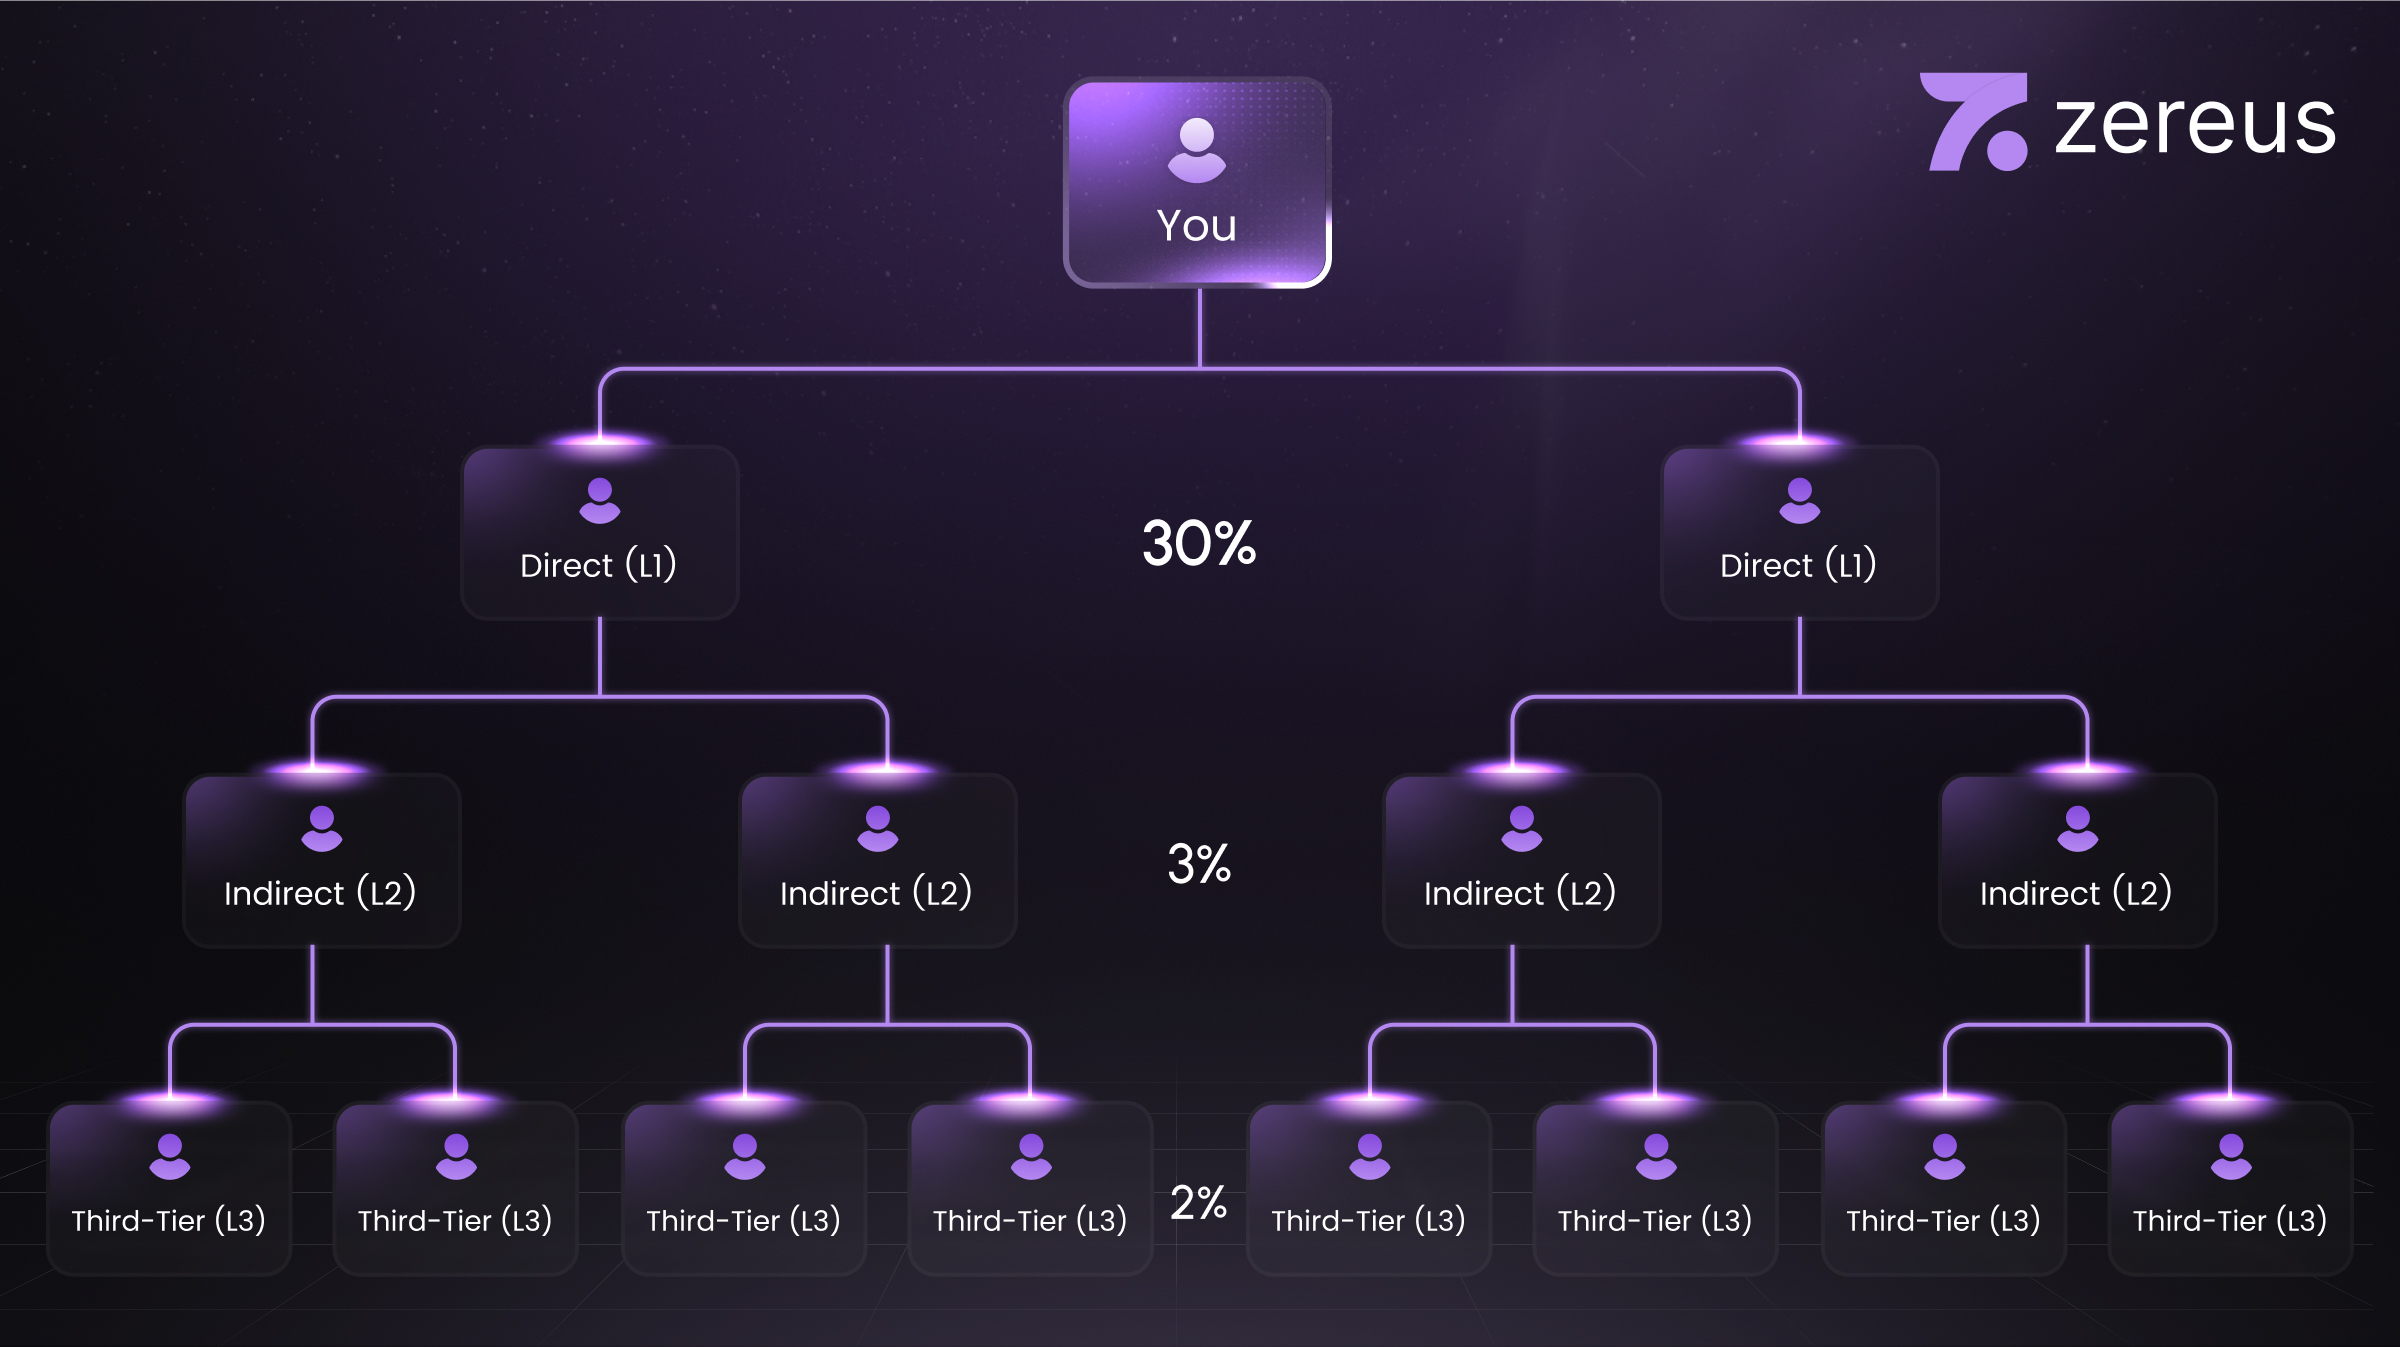 zereus
You
30%
Direct (L1)
Direct (L1)
Indirect (L2)
Indirect (L2)
3%
Indirect (L2)
Indirect (L2)
Third-Tier (L3)
Third-Tier (L3)
Third-Tier (L3)
Third-Tier (L3)
2%
Third-Tier (L3)
Third-Tier (L3)
Third-Tier (L3)
Third-Tier (L3)